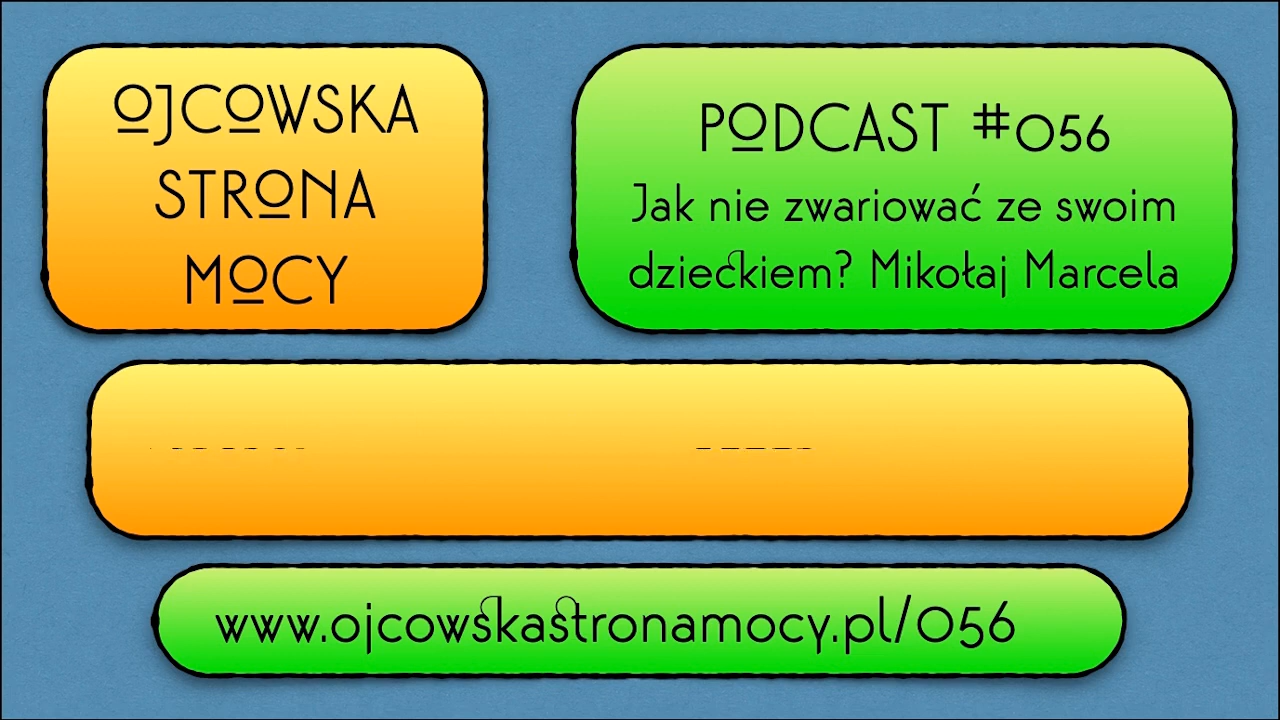 OJCOWSKA
STRONA
MOCY
PODCAST #056
Jak nie zwariować ze swoim
dzieckiem? Mikołaj Marcela
www.ojcowskastronamocy.pl/056